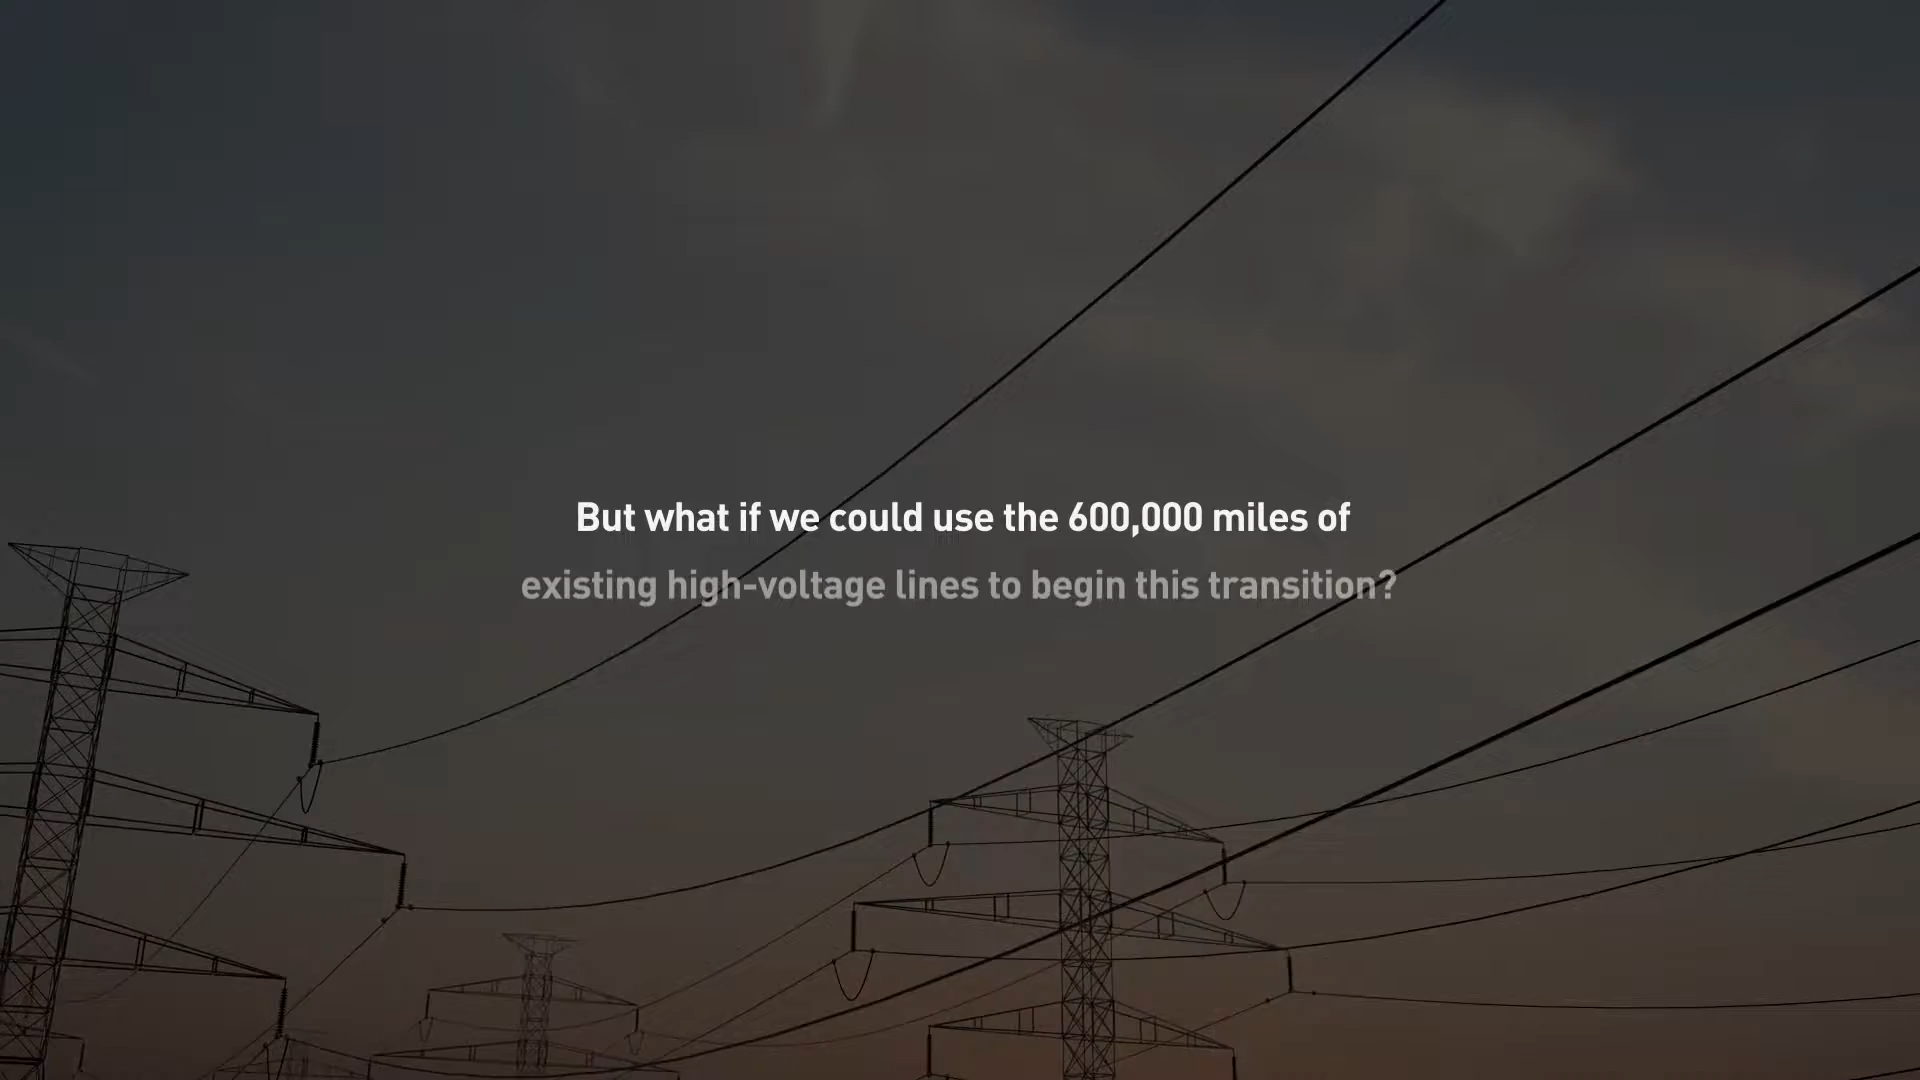 But what if we could use the 600,000 miles of
existing high-voltage lines to begin this transition?